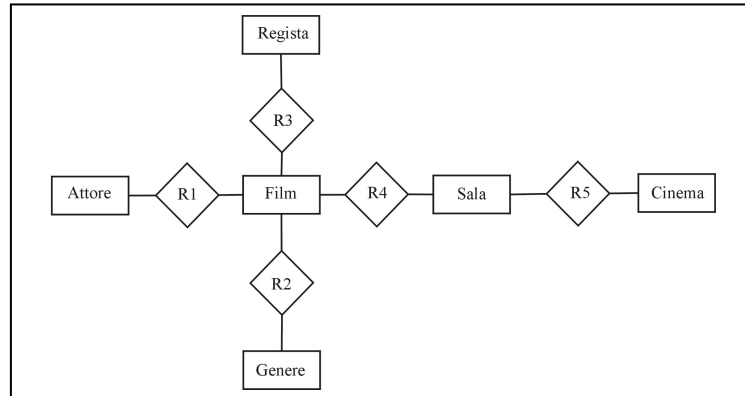 Regista
R3
Attore
R1
Film
R4
Sala
R5
Cinema
R2
Genere